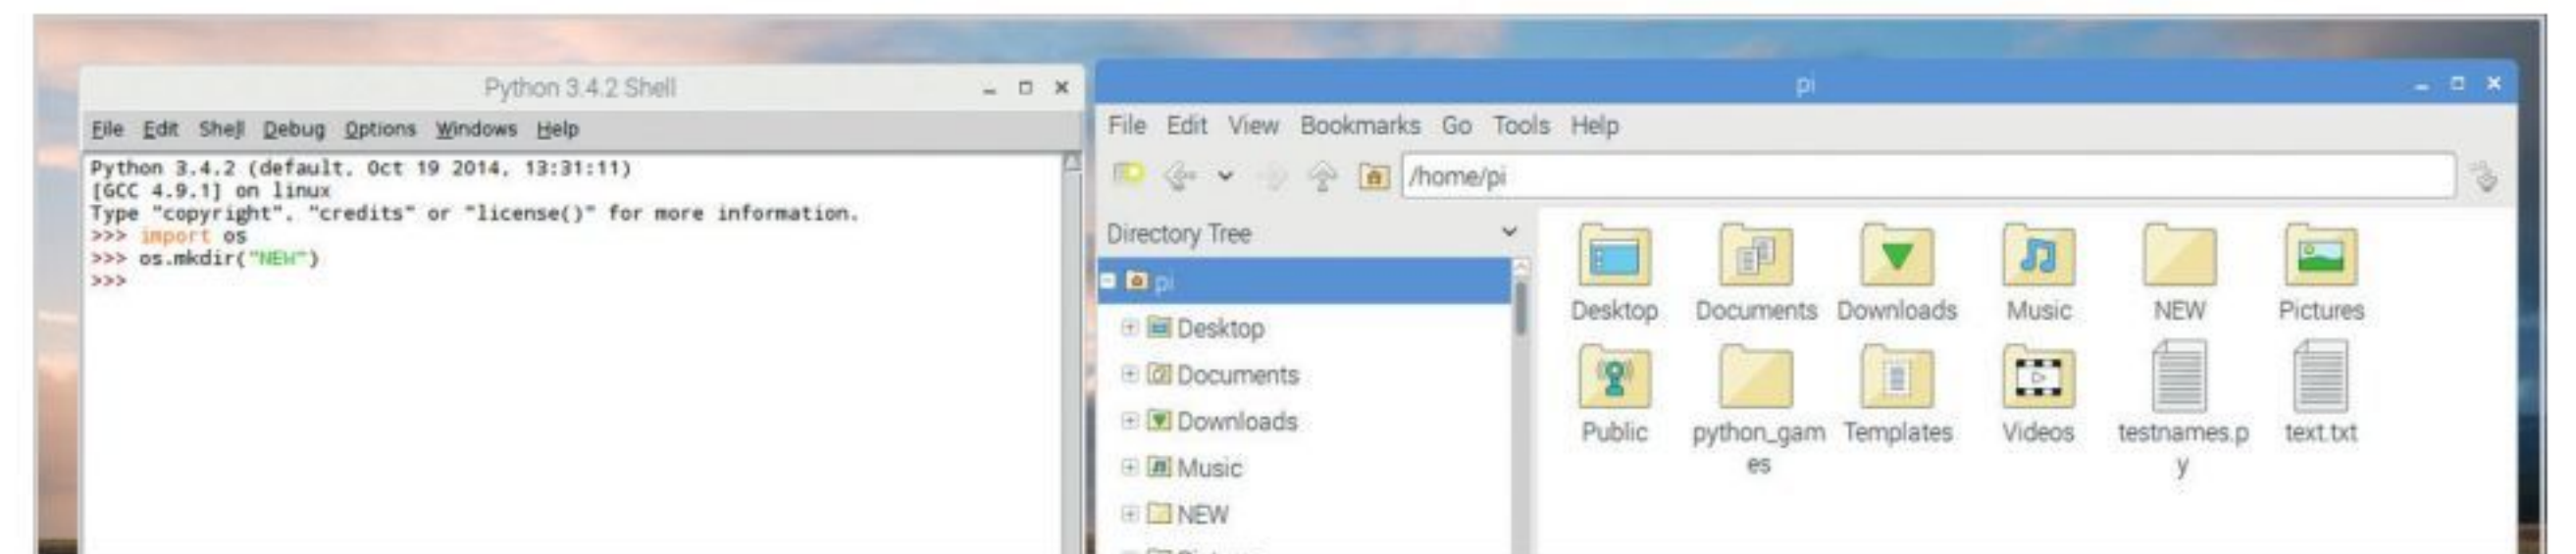 Python 3.4.2 Shell
File Edit Shell Debug Options Windows Help
Python 3.4.2 (default, Oct 19 2014, 13:31:11)
[GCC 4.9.1] on linux
Type "copyright", "credits" or "license()" for more information.
>>> import os
>>> os.mkdir("NEW")
>>>
pi
File Edit View Bookmarks Go Tools Help
/home/pi
Directory Tree
pi
Desktop
Documents
Downloads
Music
NEW
Desktop Documents Downloads Music NEW Pictures
Public python_gam Templates Videos testnames.p text.txt
es y